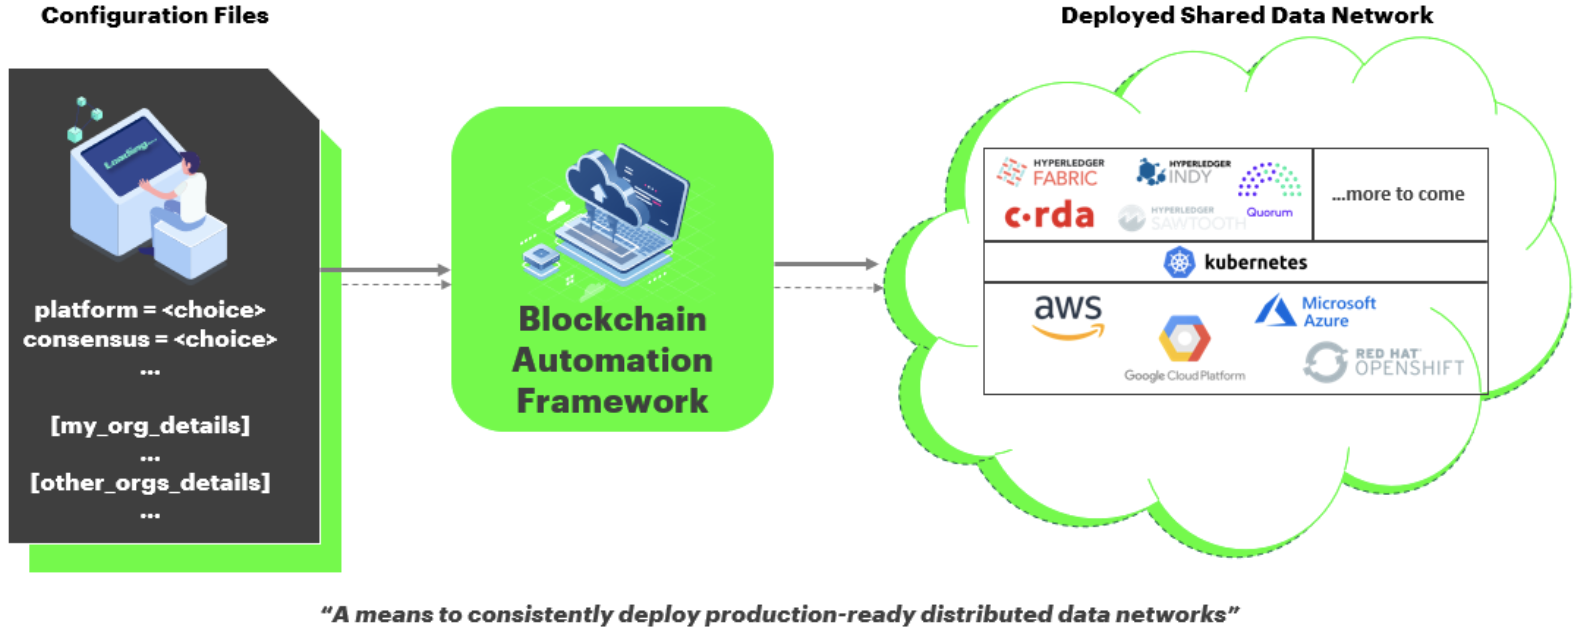 Configuration Files
Deployed Shared Data Network
Loading...
platform = <choice>
consensus = <choice>
...
[my_org_details]
...
[other_orgs_details]
...
Blockchain
Automation
Framework
HYPERLEDGER
FABRIC
HYPERLEDGER
INDY
Quorum
c·rda
HYPERLEDGER
SAWTOOTH
...more to come
kubernetes
aws
Google Cloud Platform
Microsoft
Azure
RED HAT
OPENSHIFT
“A means to consistently deploy production-ready distributed data networks”